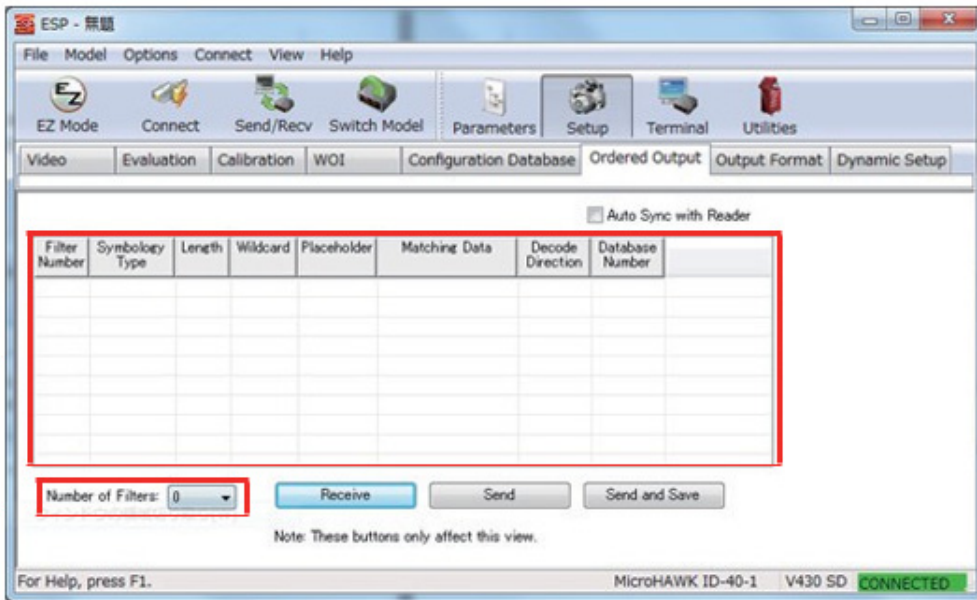 ESP - 無題
File Model Options Connect View Help
EZ Mode Connect Send/Recv Switch Model Parameters Setup Terminal Utilities
Video Evaluation Calibration WOI Configuration Database Ordered Output Output Format Dynamic Setup
Auto Sync with Reader
Filter Number Symbology Type Length Wildcard Placeholder Matching Data Decode Direction Database Number
Number of Filters: 0 Receive Send Send and Save
Note: These buttons only affect this view.
For Help, press F1. MicroHAWK ID-40-1 V430 SD CONNECTED